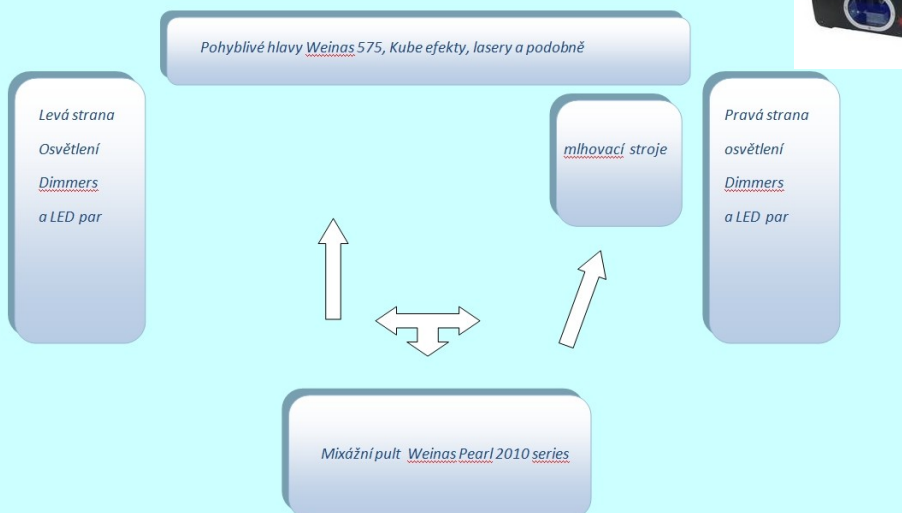 Pohyblivé hlavy Weinas 575, Kube efekty, lasery a podobně
Levá strana
Osvětlení
Dimmers
a LED par
mlhovací stroje
Pravá strana
osvětlení
Dimmers
a LED par
Mixážní pult Weinas Pearl 2010 series